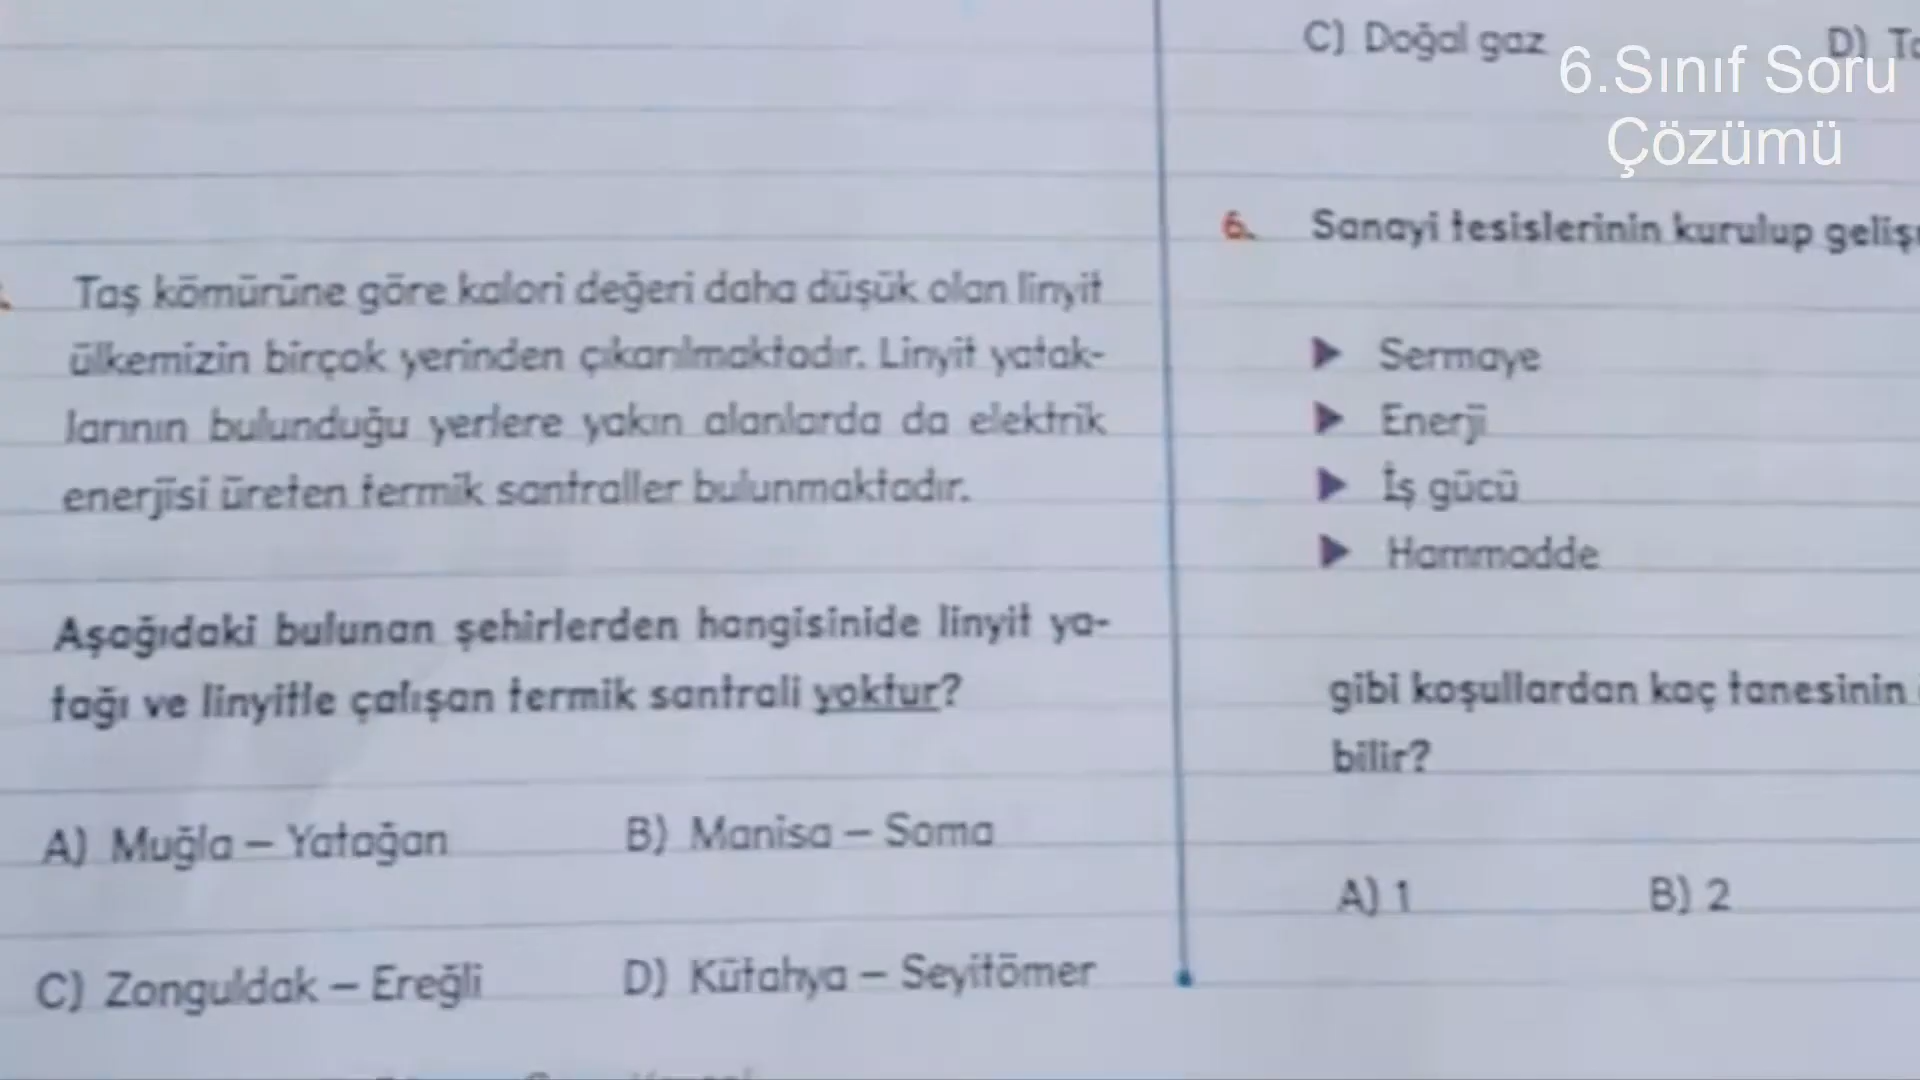 6.Sınıf Soru
Çözümü
Taş kömürüne göre kalori değeri daha düşük olan linyit
ülkemizin birçok yerinden çıkarılmaktadır. Linyit yatak-
larının bulunduğu yerlere yakın alanlarda da elektrik
enerjisi üreten termik santraller bulunmaktadır.
Aşağıdaki bulunan şehirlerden hangisinide linyit ya-
tağı ve linyitle çalışan termik santrali yoktur?
A) Muğla – Yatağan
B) Manisa – Soma
C) Zonguldak – Ereğli
D) Kütahya – Seyitömer
C) Doğal gaz
D)
6. Sanayi tesislerinin kurulup
Sermaye
Enerji
İş gücü
Hammadde
gibi koşullardan kaç tanesinin
bilir?
A) 1
B) 2